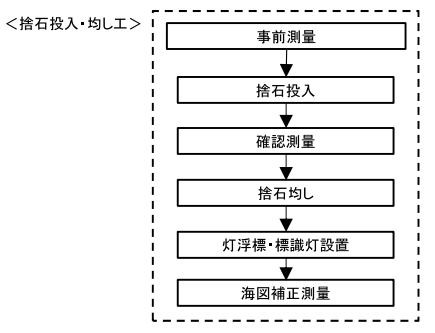 ＜捨石投入・均し工＞
事前測量
捨石投入
確認測量
捨石均し
灯浮標・標識灯設置
海図補正測量